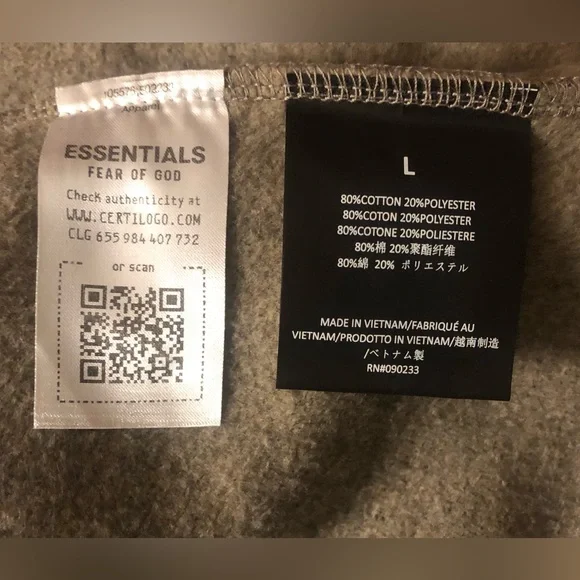 Apparel
ESSENTIALS
FEAR OF GOD
Check authenticity at
WWW.CERTILOGO.COM
CLG 655 984 407 732
or scan
L
80%COTTON 20%POLYESTER
80%COTON 20%POLYESTER
80%COTONE 20%POLIESTERE
80%棉 20%聚酯纤维
80%綿 20% ポリエステル
MADE IN VIETNAM/FABRIQUÉ AU
VIETNAM/PRODOTTO IN VIETNAM/越南制造
/ベトナム製
RN#090233